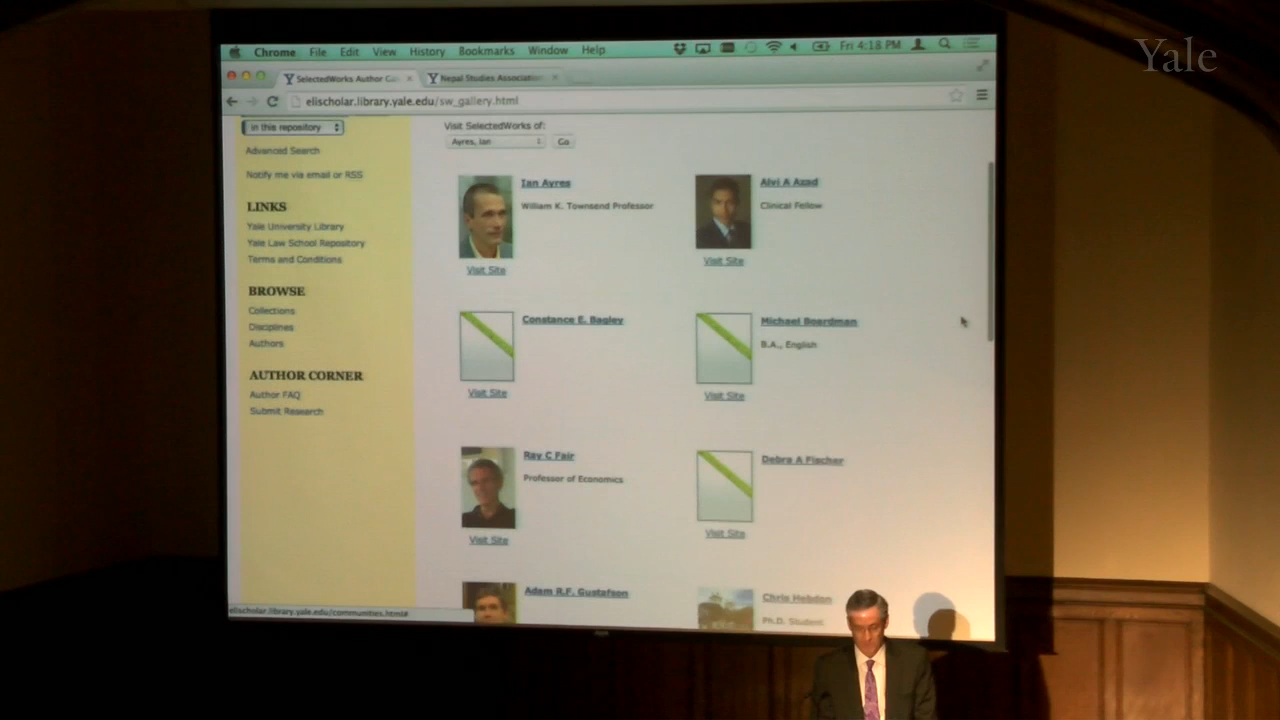 Chrome File Edit View History Bookmarks Window Help Fri 4:18 PM
Yale
SelectedWorks Author Gal
Nepal Studies Association
elischolar.library.yale.edu/sw_gallery.html
in this repository
Advanced Search
Notify me via email or RSS
LINKS
Yale University Library
Yale Law School Repository
Terms and Conditions
BROWSE
Collections
Disciplines
Authors
AUTHOR CORNER
Author FAQ
Submit Research
Visit SelectedWorks of:
Ayres, Ian Go
Ian Ayres
William K. Townsend Professor
Visit Site
Alvi A Azad
Clinical Fellow
Visit Site
Constance E. Bagley
Visit Site
Michael Boardman
B.A., English
Visit Site
Ray C Fair
Professor of Economics
Visit Site
Debra A Fischer
Visit Site
Adam R.F. Gustafson
Chris Hebdon
Ph.D. Student
elischolar.library.yale.edu/communities.html#